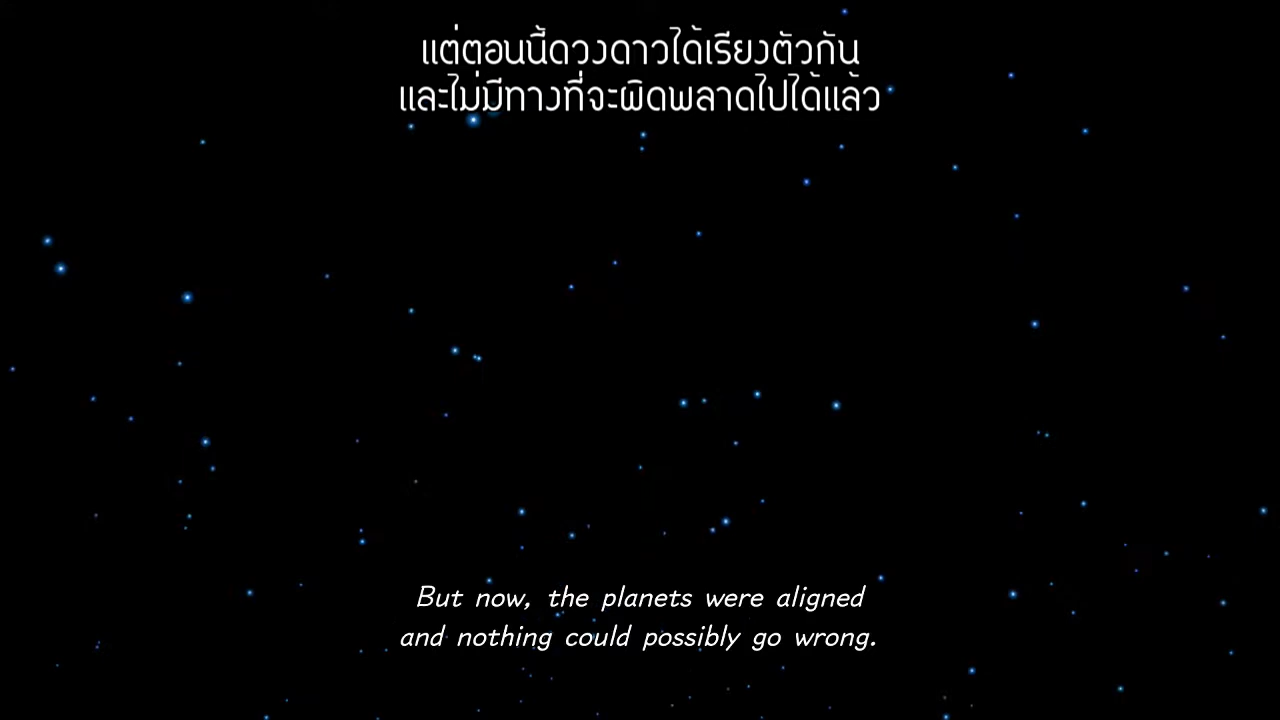 แต่ตอนนี้ดวงดาวได้เรียงตัวกัน
และไม่มีทางที่จะผิดพลาดไปได้แล้ว
But now, the planets were aligned
and nothing could possibly go wrong.